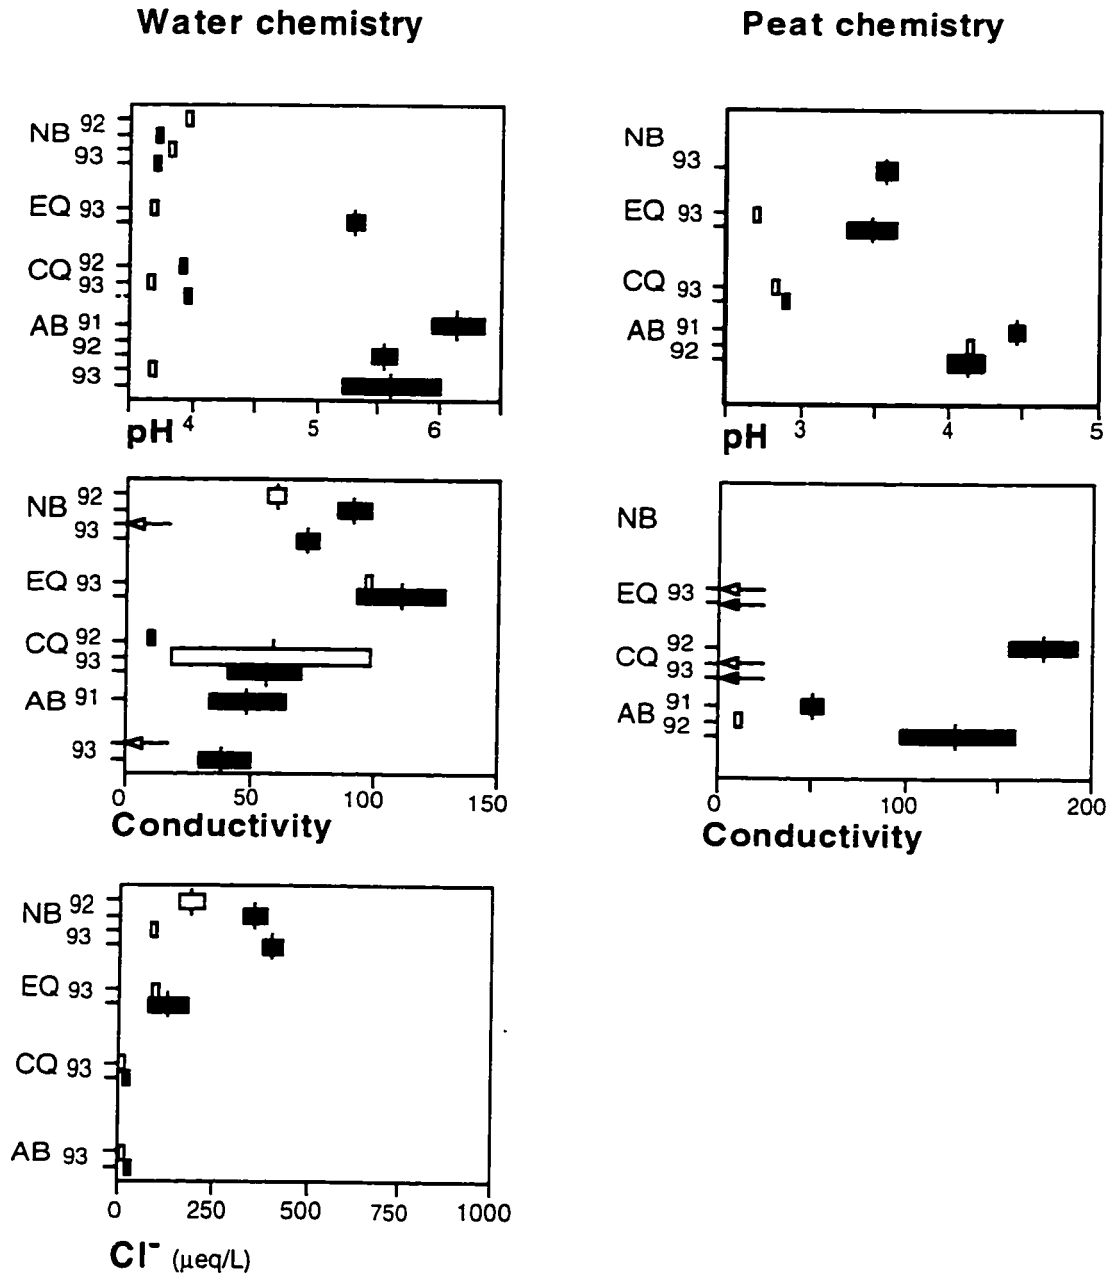 Water chemistry
Peat chemistry
NB 92
93
EQ 93
CQ 92
93
AB 91
92
93
4 5 6
pH
NB
93
EQ 93
CQ 93
AB 91
92
3 4 5
pH
NB 92
93
EQ 93
CQ 92
93
AB 91
93
0 50 100 150
Conductivity
NB
EQ 93
CQ 92
93
AB 91
92
0 100 200
Conductivity
NB 92
93
EQ 93
CQ 93
AB 93
0 250 500 750 1000
Cl⁻ (μeq/L)